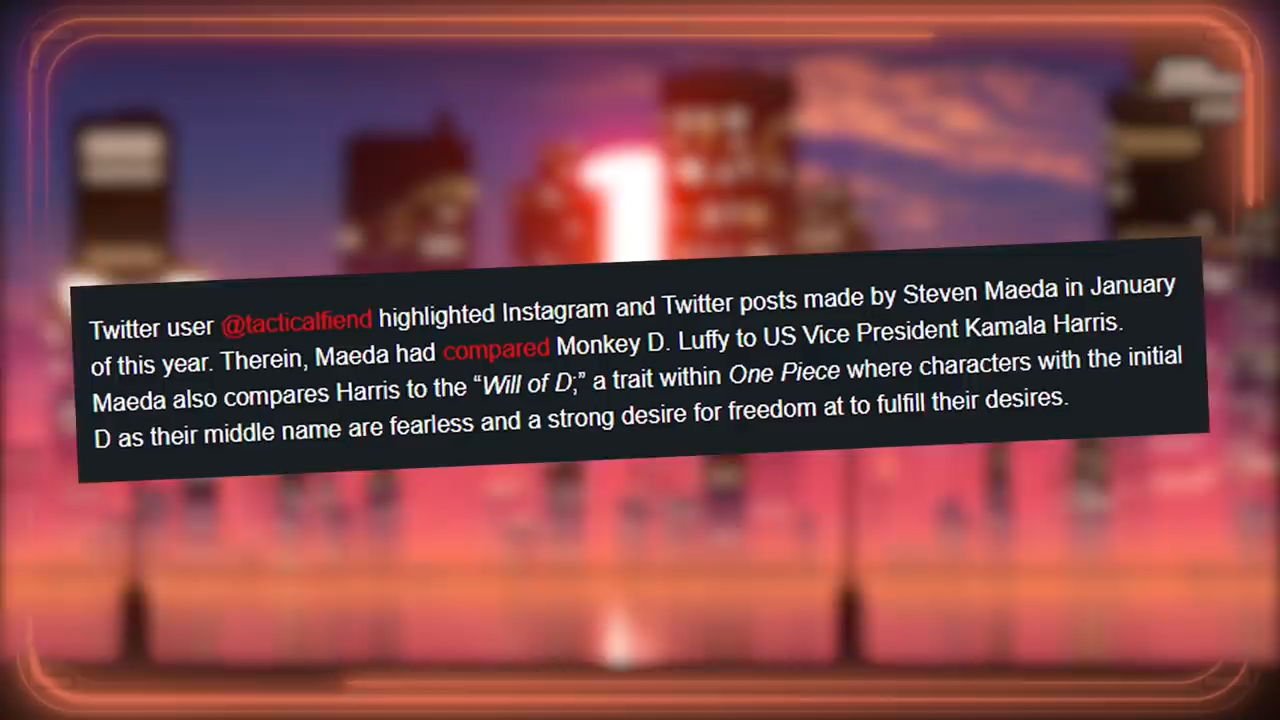 1
Twitter user @tacticalfiend highlighted Instagram and Twitter posts made by Steven Maeda in January
of this year. Therein, Maeda had compared Monkey D. Luffy to US Vice President Kamala Harris.
Maeda also compares Harris to the “Will of D;” a trait within One Piece where characters with the initial
D as their middle name are fearless and a strong desire for freedom at to fulfill their desires.